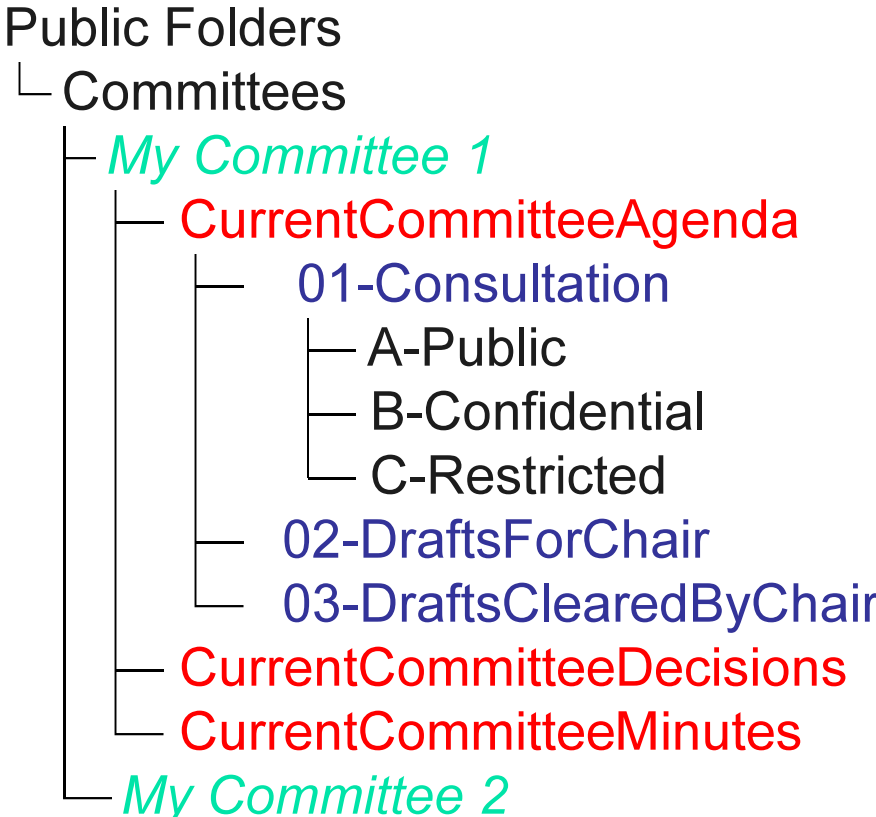 Public Folders
Committees
My Committee 1
CurrentCommitteeAgenda
01-Consultation
A-Public
B-Confidential
C-Restricted
02-DraftsForChair
03-DraftsClearedByChair
CurrentCommitteeDecisions
CurrentCommitteeMinutes
My Committee 2